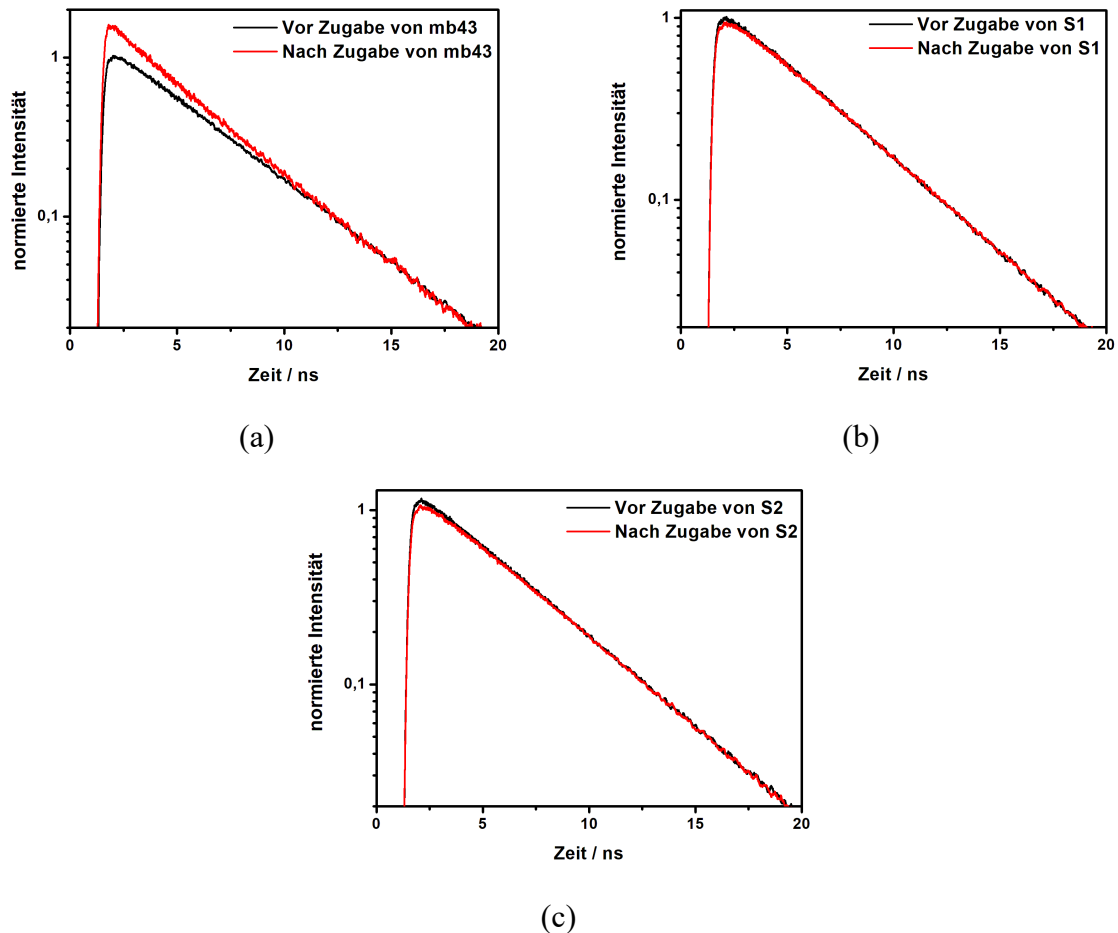 Vor Zugabe von mb43
Nach Zugabe von mb43
normierte Intensität
1
0,1
0 5 10 15 20
Zeit / ns
(a)
Vor Zugabe von S1
Nach Zugabe von S1
normierte Intensität
1
0,1
0 5 10 15 20
Zeit / ns
(b)
Vor Zugabe von S2
Nach Zugabe von S2
normierte Intensität
1
0,1
0 5 10 15 20
Zeit / ns
(c)